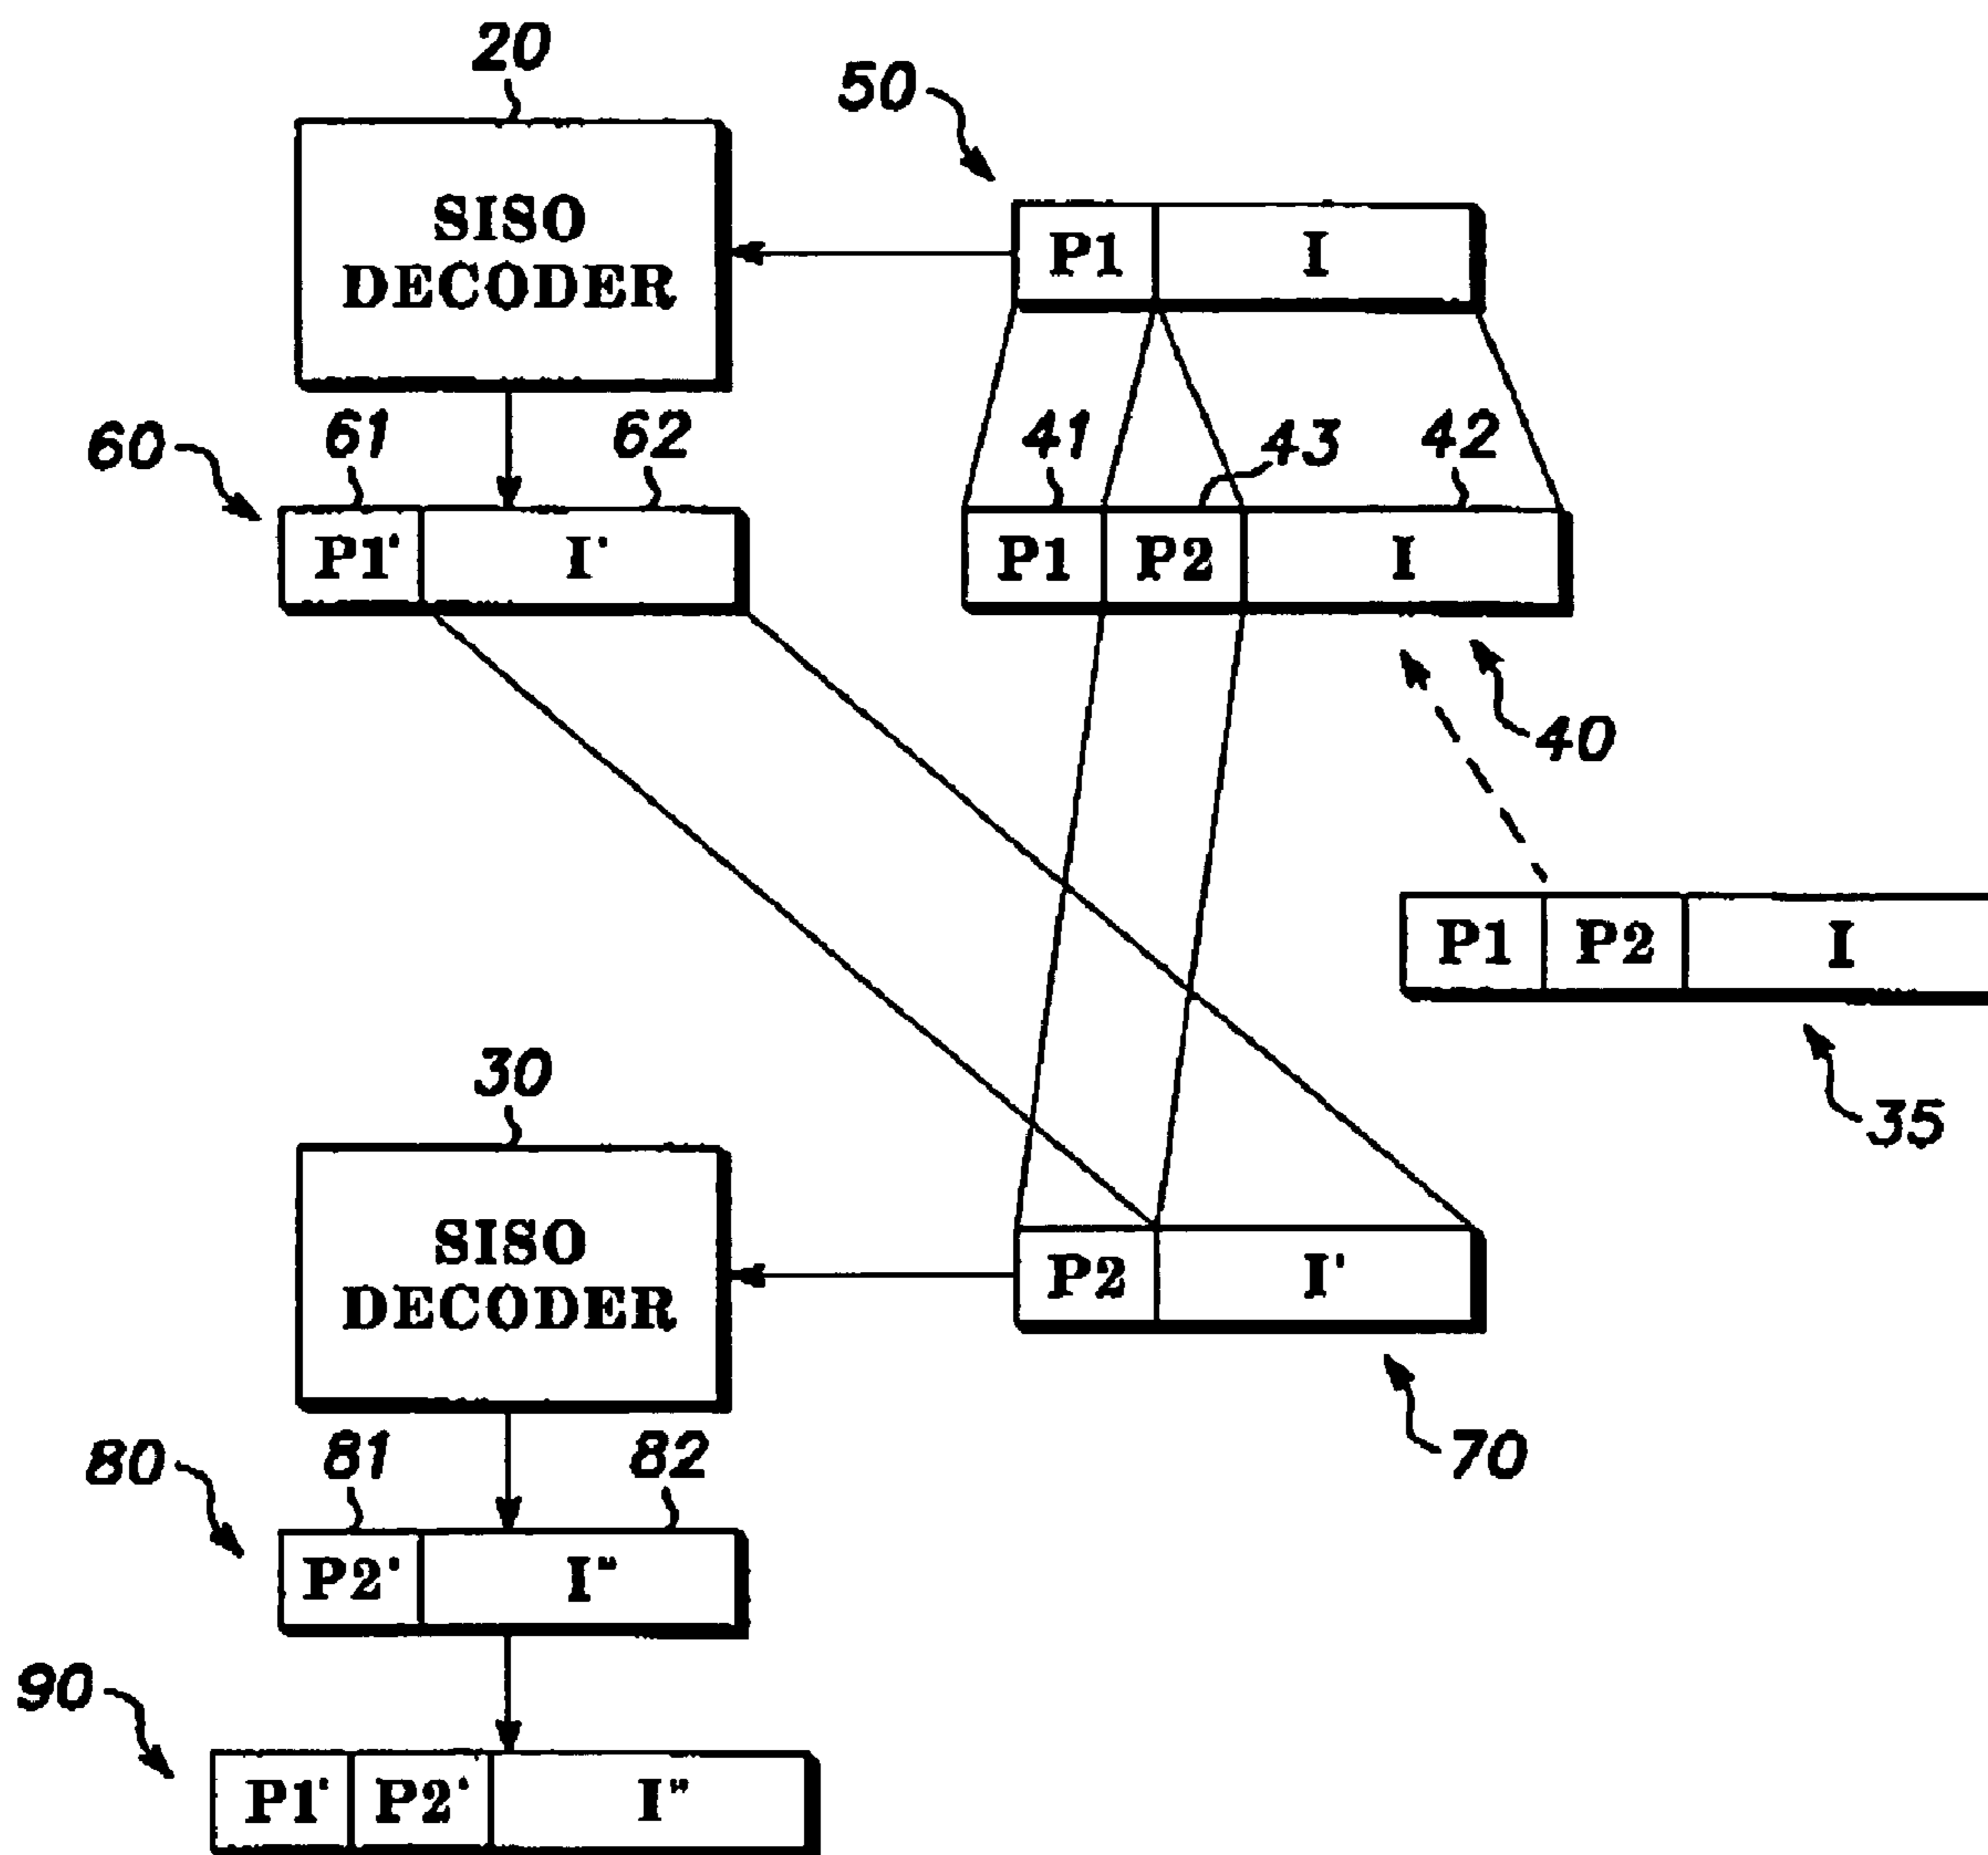 20
50
SISO
DECODER
P1 I
60
61
62
41
43
42
P1' I'
P1 P2 I
40
P1 P2 I
35
30
SISO
DECODER
P2 I'
70
80
81
82
P2' I"
90
P1' P2' I"